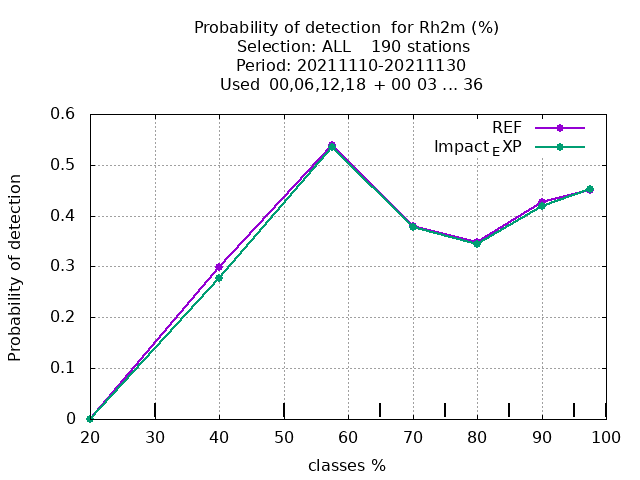 Probability of detection  for Rh2m (%)
Selection: ALL    190 stations
Period: 20211110-20211130
Used  00,06,12,18  + 00 03 ... 36
REF
Impact_EXP
Probability of detection
0.6
0.5
0.4
0.3
0.2
0.1
0
20 30 40 50 60 70 80 90 100
classes %